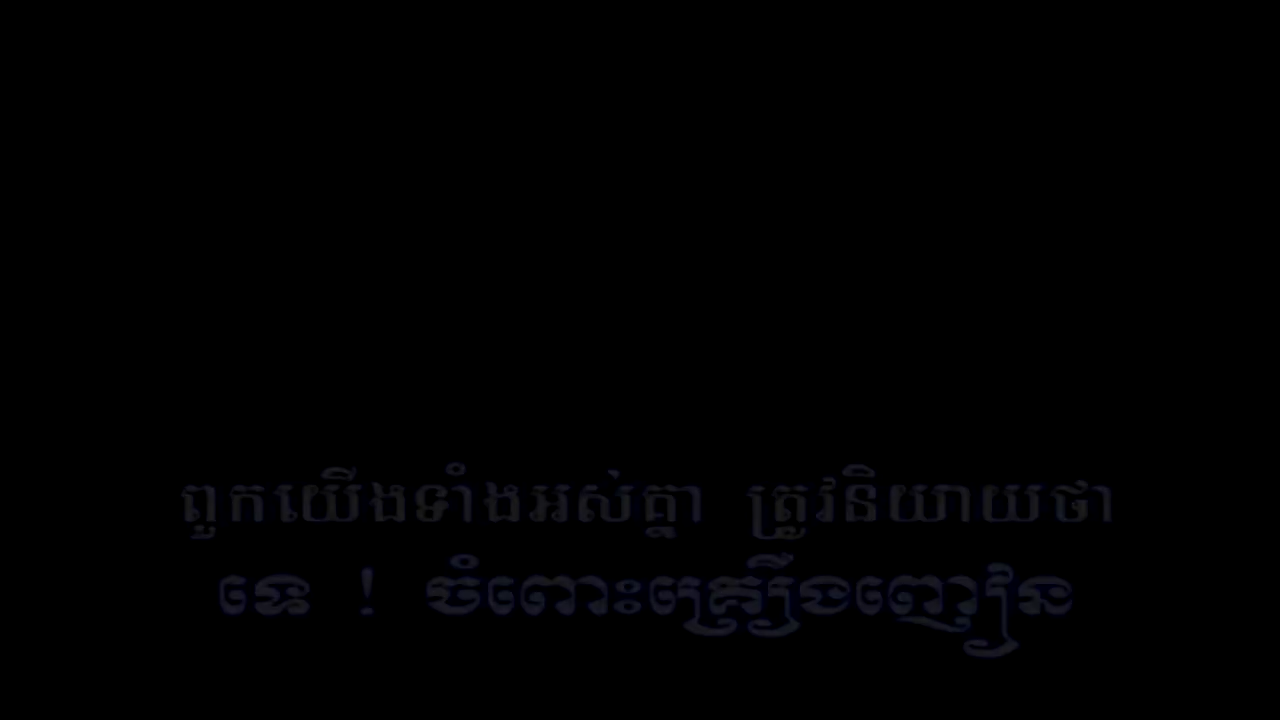 ពួកយើងទាំងអស់គ្នា ត្រូវនិយាយថា
ទេ ! ចំពោះគ្រឿងញៀន